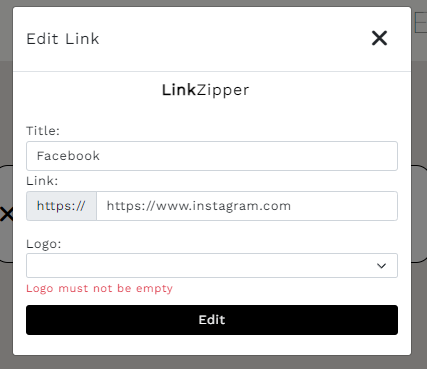 Edit Link
LinkZipper
Title:
Facebook
Link:
https:// https://www.instagram.com
Logo:
Logo must not be empty
Edit